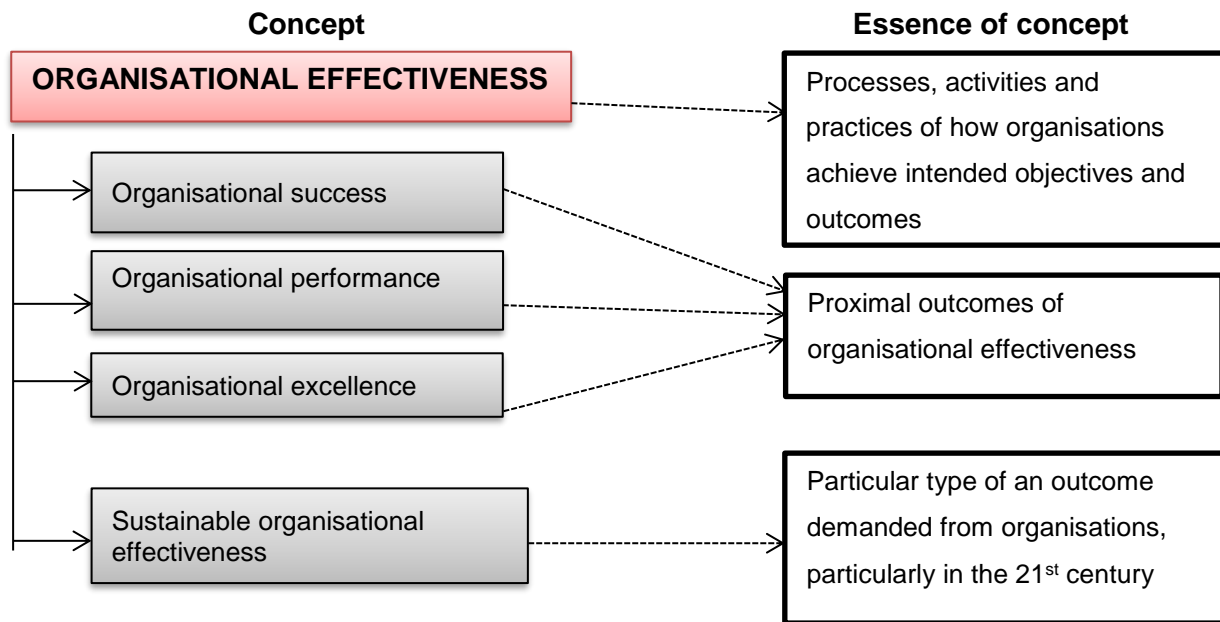 Concept
Essence of concept
ORGANISATIONAL EFFECTIVENESS
Processes, activities and
practices of how organisations
achieve intended objectives and
outcomes
Organisational success
Organisational performance
Organisational excellence
Proximal outcomes of
organisational effectiveness
Sustainable organisational
effectiveness
Particular type of an outcome
demanded from organisations,
particularly in the 21st century